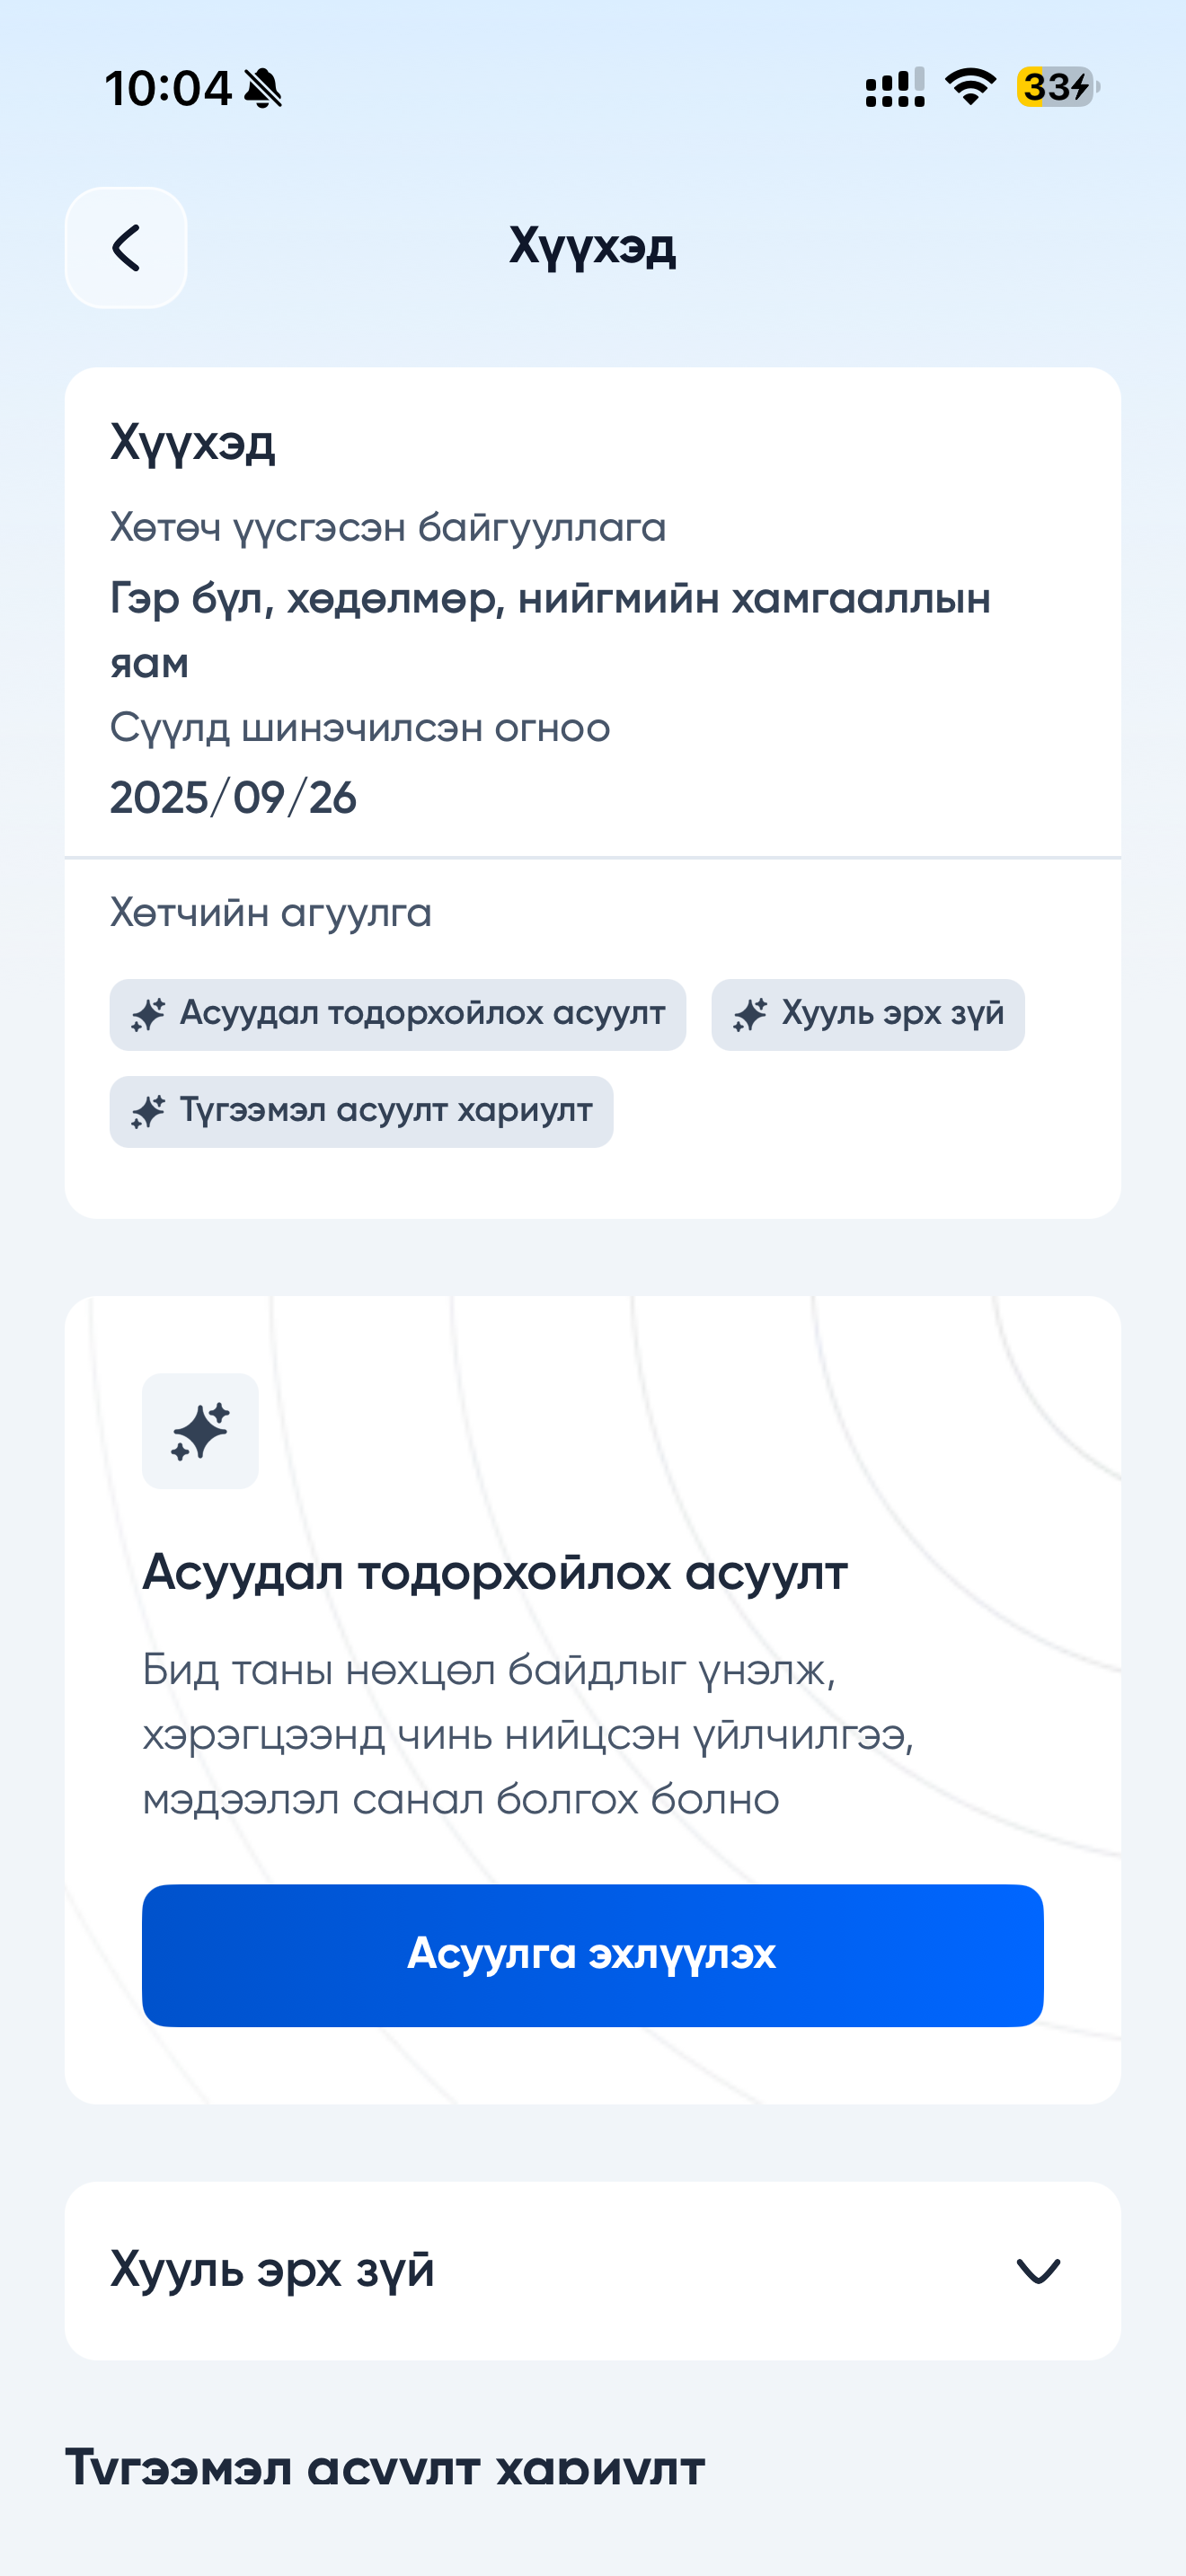 10:04
33
Хүүхэд
Хүүхэд
Хөтөч үүсгэсэн байгууллага
Гэр бүл, хөдөлмөр, нийгмийн хамгааллын
яам
Сүүлд шинэчилсэн огноо
2025/09/26
Хөтчийн агуулга
Асуудал тодорхойлох асуулт
Хууль эрх зүй
Түгээмэл асуулт хариулт
Асуудал тодорхойлох асуулт
Бид таны нөхцөл байдлыг үнэлж,
хэрэгцээнд чинь нийцсэн үйлчилгээ,
мэдээлэл санал болгох болно
Асуулга эхлүүлэх
Хууль эрх зүй
Түгээмэл асуулт хариулт